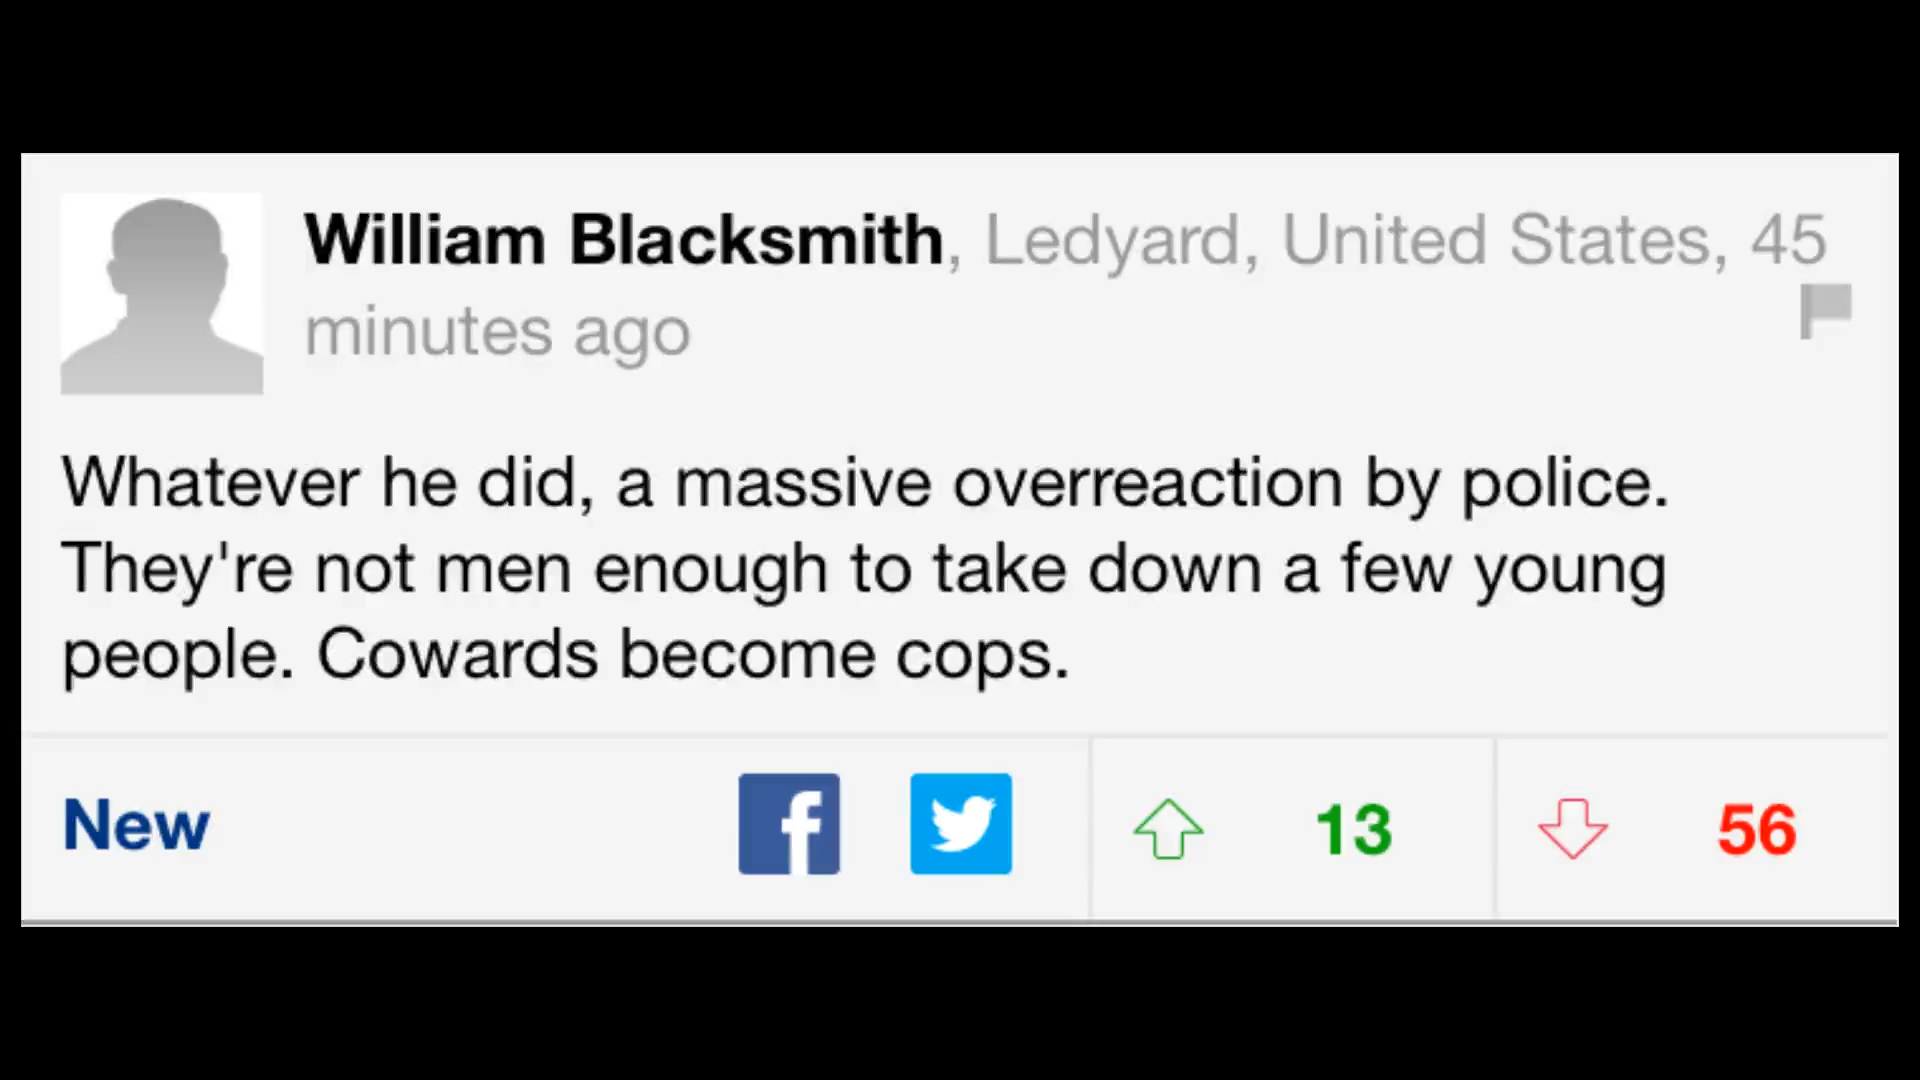 William Blacksmith, Ledyard, United States, 45
minutes ago
Whatever he did, a massive overreaction by police.
They're not men enough to take down a few young
people. Cowards become cops.
New f 13 56